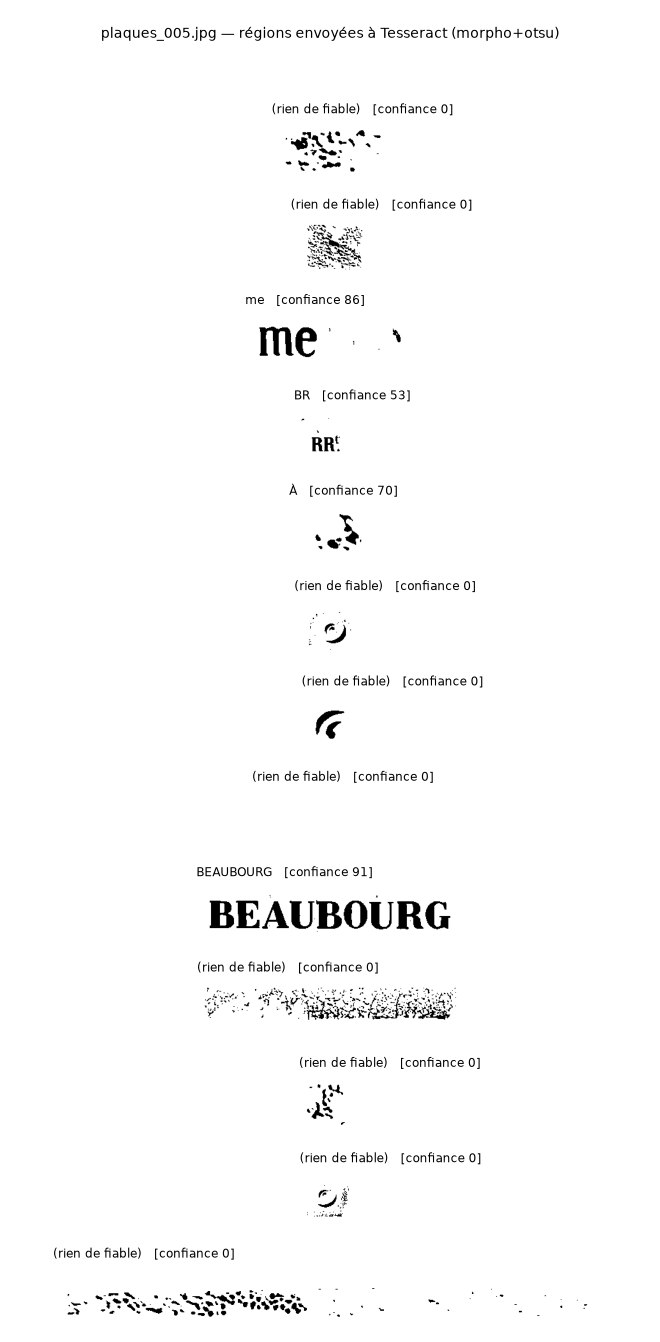 plaques_005.jpg — régions envoyées à Tesseract (morpho+otsu)
(rien de fiable) [confiance 0]
(rien de fiable) [confiance 0]
me [confiance 86]
me
BR [confiance 53]
RRt.
À [confiance 70]
(rien de fiable) [confiance 0]
(rien de fiable) [confiance 0]
(rien de fiable) [confiance 0]
BEAUBOURG [confiance 91]
BEAUBOURG
(rien de fiable) [confiance 0]
(rien de fiable) [confiance 0]
(rien de fiable) [confiance 0]
(rien de fiable) [confiance 0]